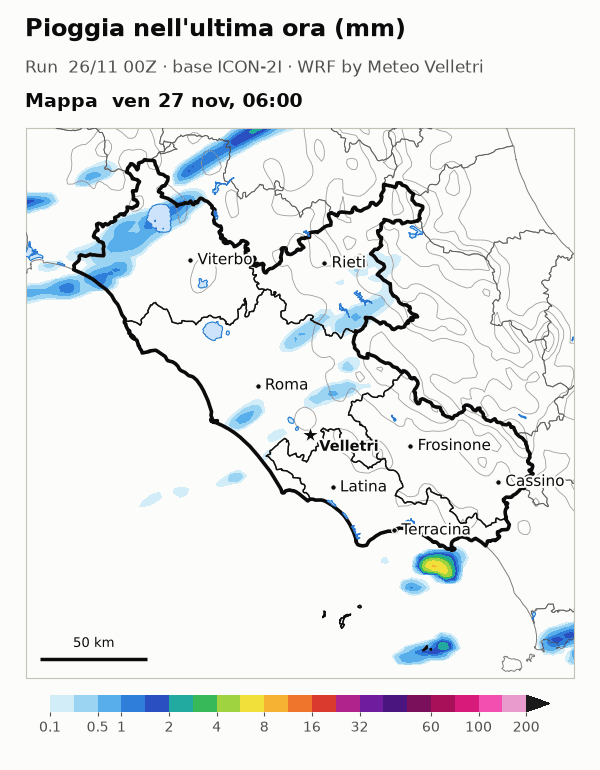 Pioggia nell'ultima ora (mm)
Run  26/11 00Z · base ICON-2I · WRF by Meteo Velletri
Mappa  ven 27 nov, 06:00
Viterbo
Rieti
Roma
Velletri
Frosinone
Cassino
Latina
Terracina
50 km
0.1 0.5 1 2 4 8 16 32 60 100 200